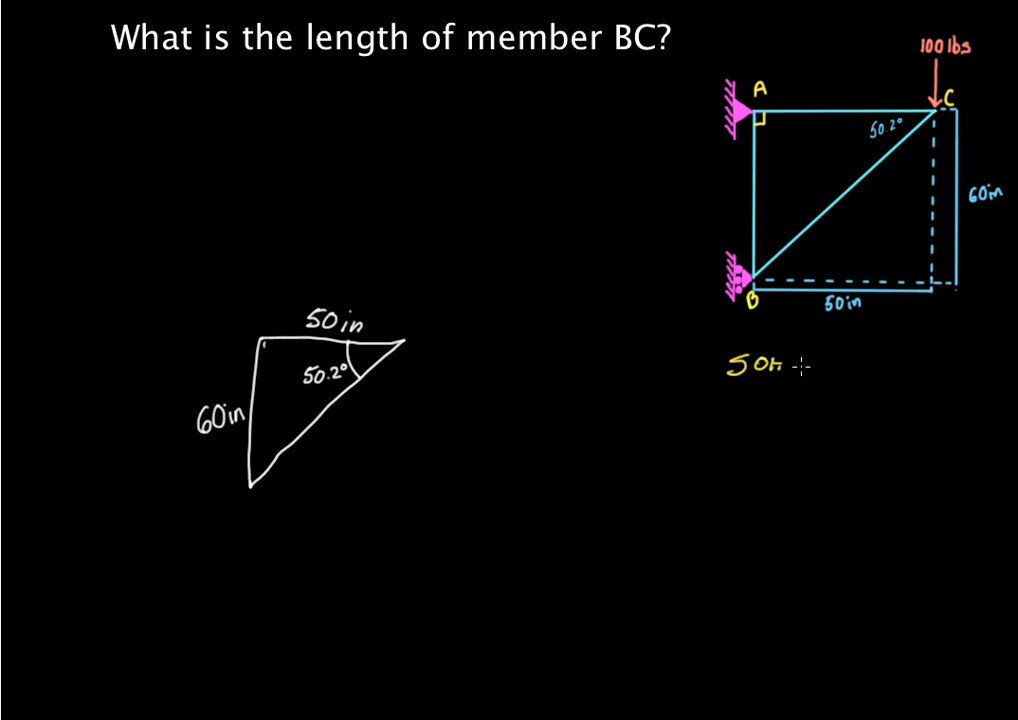 What is the length of member BC?
100 lbs
A
C
50.2°
60in
B
50in
50in
50.2°
60in